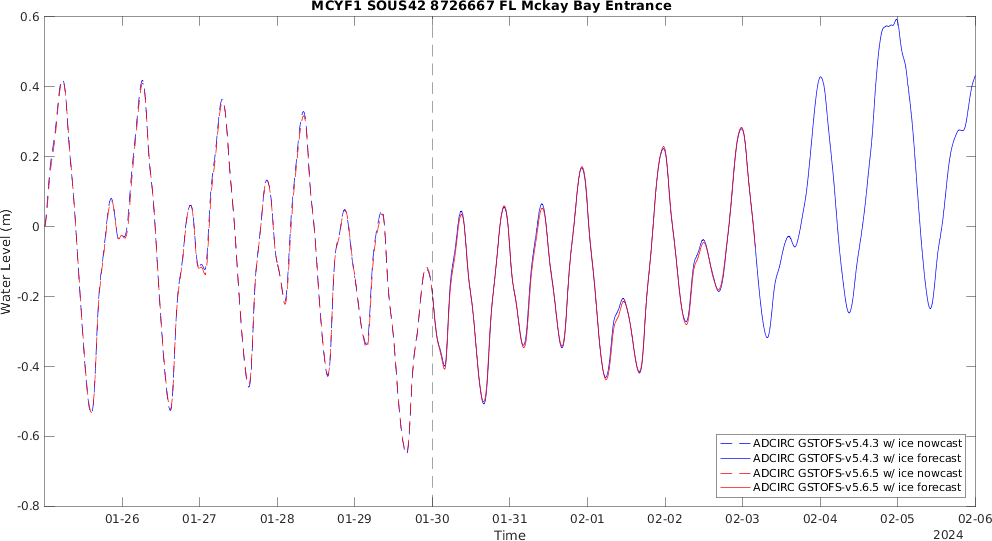 MCYF1 SOUS42 8726667 FL Mckay Bay Entrance
0.6
0.4
0.2
0
-0.2
-0.4
-0.6
-0.8
Water Level (m)
ADCIRC GSTOFS-v5.4.3 w/ ice nowcast
ADCIRC GSTOFS-v5.4.3 w/ ice forecast
ADCIRC GSTOFS-v5.6.5 w/ ice nowcast
ADCIRC GSTOFS-v5.6.5 w/ ice forecast
01-26 01-27 01-28 01-29 01-30 01-31 02-01 02-02 02-03 02-04 02-05 02-06
Time
2024